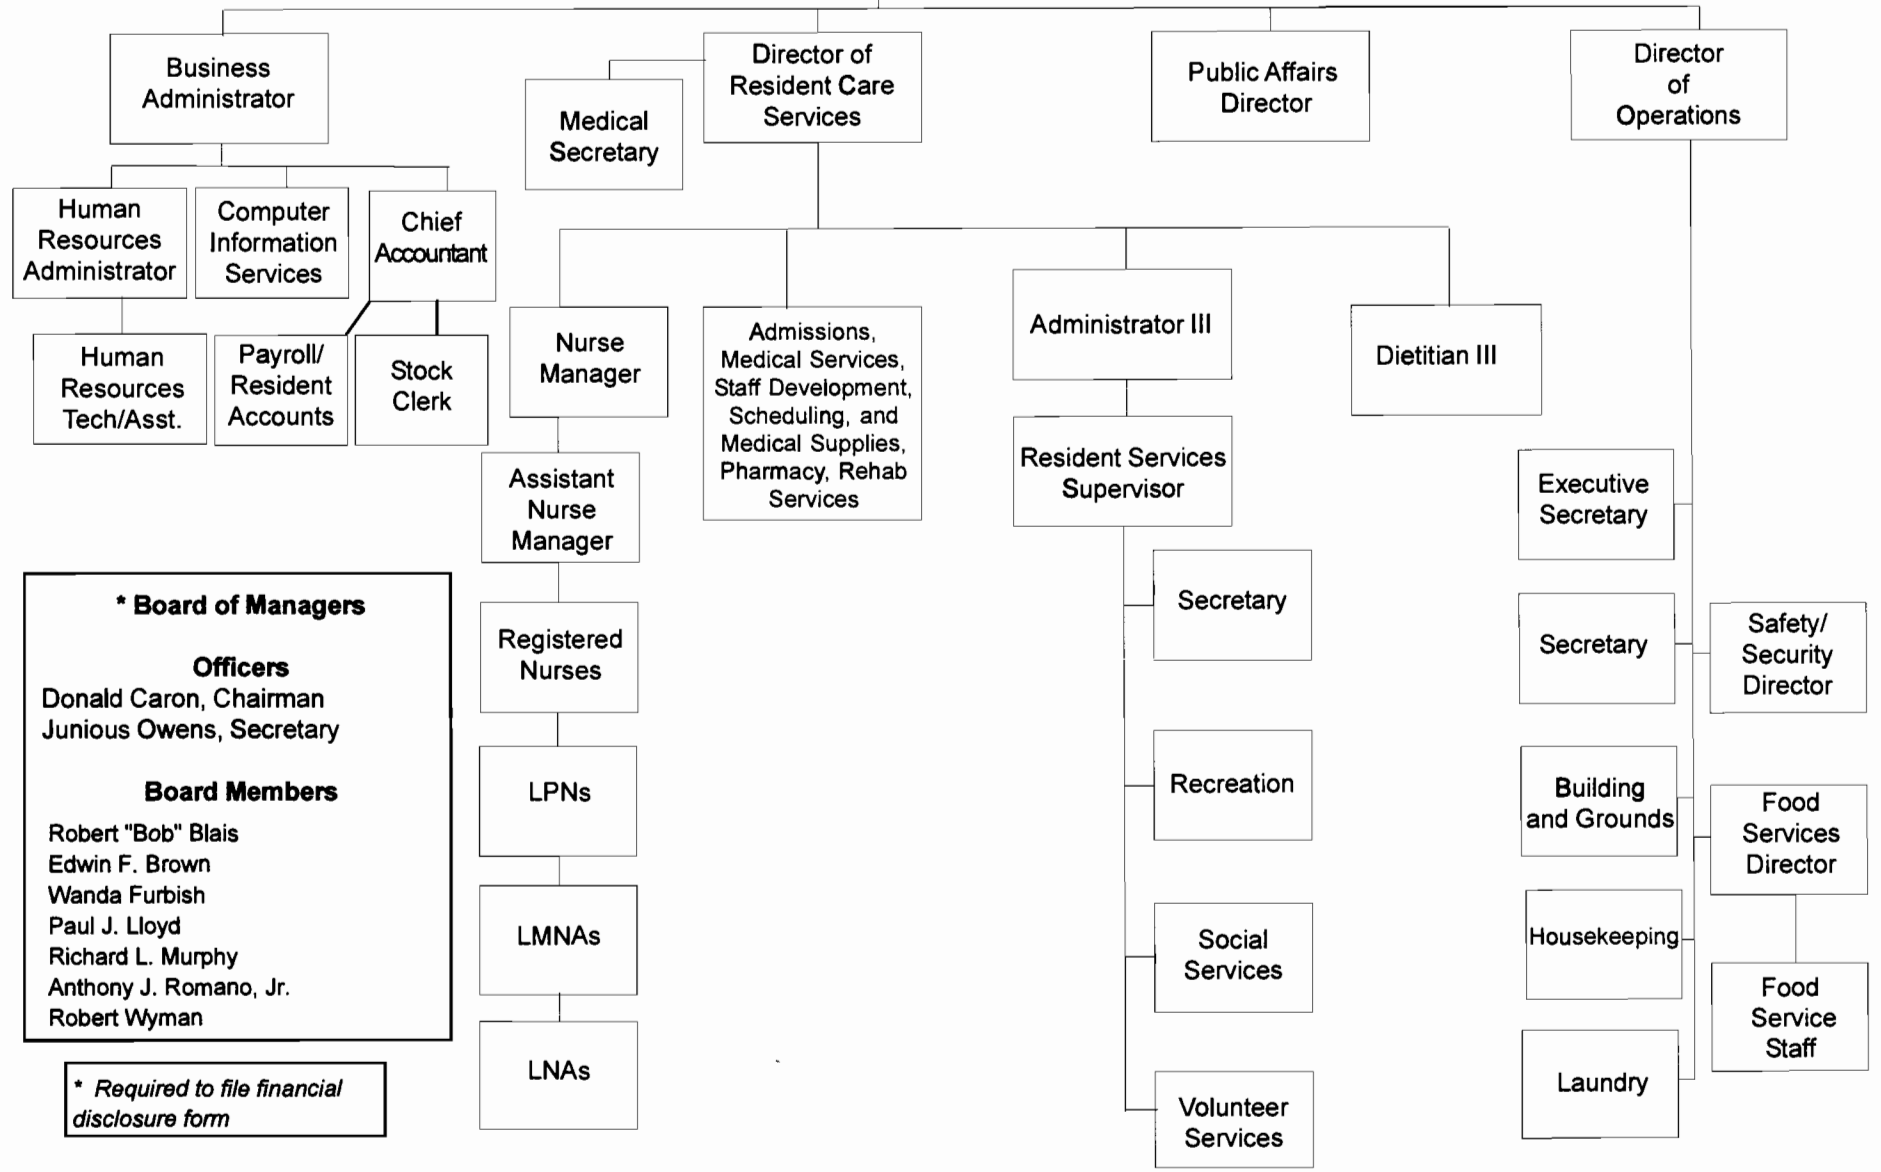 Business
Administrator
Director of
Resident Care
Services
Public Affairs
Director
Director
of
Operations
Medical
Secretary
Human
Resources
Administrator
Computer
Information
Services
Chief
Accountant
Human
Resources
Tech/Asst.
Payroll/
Resident
Accounts
Stock
Clerk
Nurse
Manager
Admissions,
Medical Services,
Staff Development,
Scheduling, and
Medical Supplies,
Pharmacy, Rehab
Services
Administrator III
Dietitian III
Resident Services
Supervisor
Assistant
Nurse
Manager
Registered
Nurses
LPNs
LMNAs
LNAs
Secretary
Recreation
Social
Services
Volunteer
Services
Executive
Secretary
Secretary
Safety/
Security
Director
Building
and Grounds
Food
Services
Director
Housekeeping
Food
Service
Staff
Laundry
* Board of Managers
Officers
Donald Caron, Chairman
Junious Owens, Secretary
Board Members
Robert "Bob" Blais
Edwin F. Brown
Wanda Furbish
Paul J. Lloyd
Richard L. Murphy
Anthony J. Romano, Jr.
Robert Wyman
* Required to file financial
disclosure form